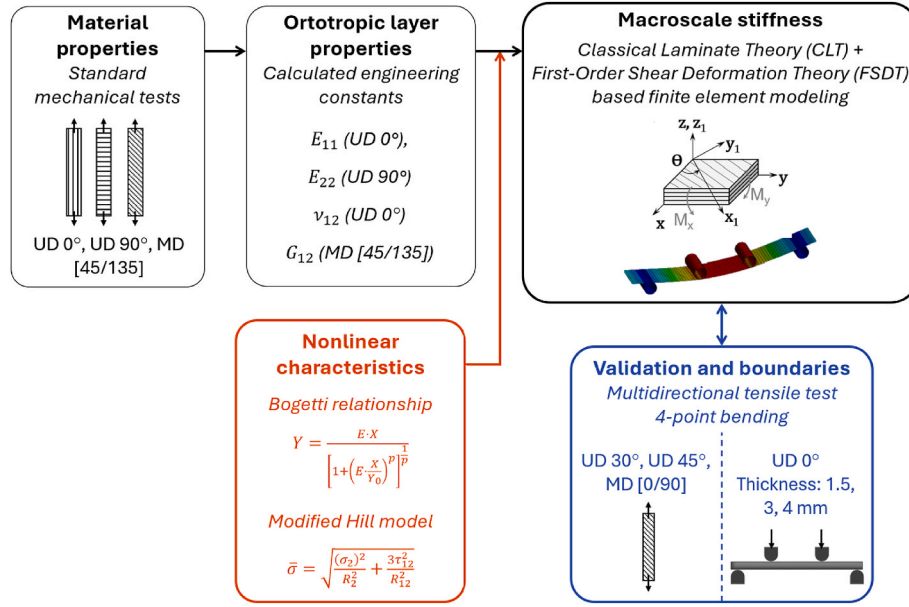 Material
properties
Standard
mechanical tests
UD 0°, UD 90°, MD
[45/135]
Ortotropic layer
properties
Calculated engineering
constants
E₁₁ (UD 0°),
E₂₂ (UD 90°)
ν₁₂ (UD 0°)
G₁₂ (MD [45/135])
Macroscale stiffness
Classical Laminate Theory (CLT) +
First-Order Shear Deformation Theory (FSDT)
based finite element modeling
z, z₁
y₁
θ
y
M_y
M_x
x
x₁
Nonlinear
characteristics
Bogetti relationship
Y = E·X / [1+(E·X/Y₀)^p]^(1/p)
Modified Hill model
σ̄ = √((σ₂)²/R₂² + 3τ₁₂²/R₁₂²)
Validation and boundaries
Multidirectional tensile test
4-point bending
UD 30°, UD 45°,
MD [0/90]
UD 0°
Thickness: 1.5,
3, 4 mm